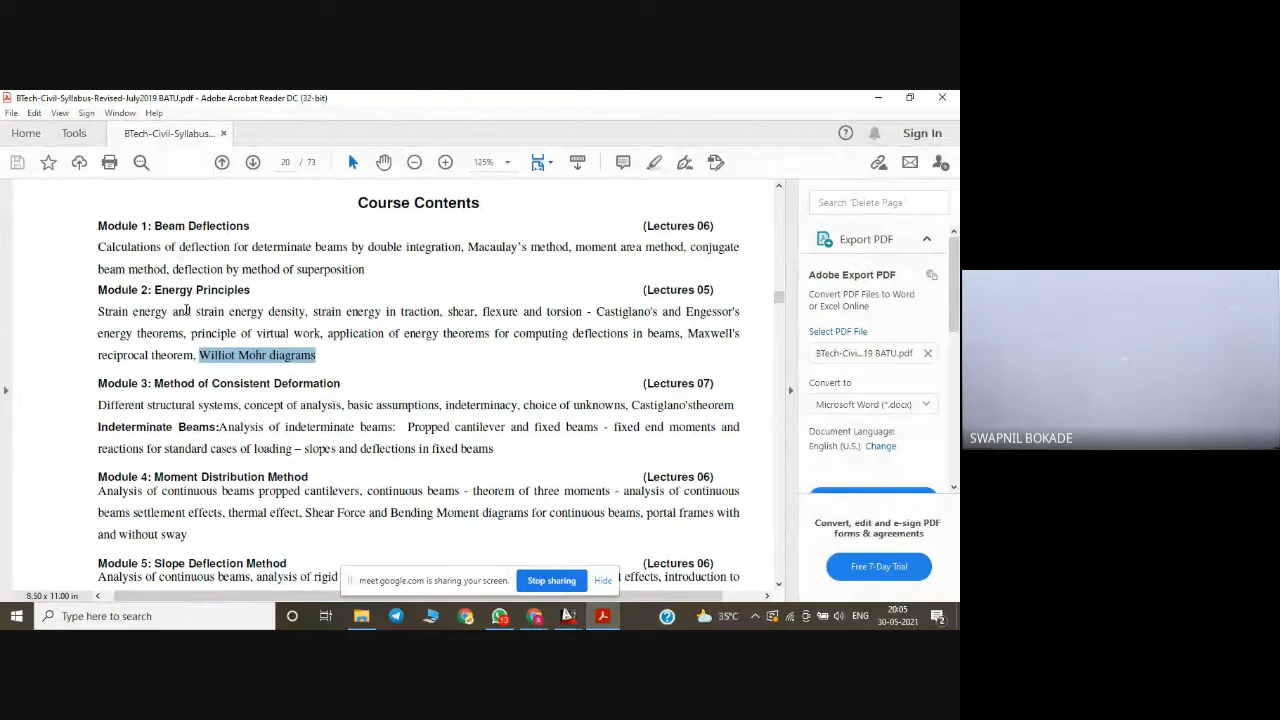 BTech-Civil-Syllabus-Revised-July2019 BATU.pdf - Adobe Acrobat Reader DC (32-bit)
File Edit View Sign Window Help
Home Tools BTech-Civil-Syllabus... × Sign In
20 / 73 125%
Course Contents
Module 1: Beam Deflections (Lectures 06)
Calculations of deflection for determinate beams by double integration, Macaulay's method, moment area method, conjugate
beam method, deflection by method of superposition
Module 2: Energy Principles (Lectures 05)
Strain energy and strain energy density, strain energy in traction, shear, flexure and torsion - Castigliano's and Engessor's
energy theorems, principle of virtual work, application of energy theorems for computing deflections in beams, Maxwell's
reciprocal theorem, Williot Mohr diagrams
Module 3: Method of Consistent Deformation (Lectures 07)
Different structural systems, concept of analysis, basic assumptions, indeterminacy, choice of unknowns, Castiglano'stheorem
Indeterminate Beams:Analysis of indeterminate beams: Propped cantilever and fixed beams - fixed end moments and
reactions for standard cases of loading – slopes and deflections in fixed beams
Module 4: Moment Distribution Method (Lectures 06)
Analysis of continuous beams propped cantilevers, continuous beams - theorem of three moments - analysis of continuous
beams settlement effects, thermal effect, Shear Force and Bending Moment diagrams for continuous beams, portal frames with
and without sway
Module 5: Slope Deflection Method (Lectures 06)
Analysis of continuous beams, analysis of rigid effects, introduction to
meet.google.com is sharing your screen. Stop sharing Hide
8.50 x 11.00 in
Search 'Delete Page'
Export PDF
Adobe Export PDF
Convert PDF Files to Word
or Excel Online
Select PDF File
BTech-Civi...19 BATU.pdf
Convert to
Microsoft Word (*.docx)
Document Language:
English (U.S.) Change
Convert, edit and e-sign PDF
forms & agreements
Free 7-Day Trial
SWAPNIL BOKADE
Type here to search
13
35°C
ENG
20:05
30-05-2021
2